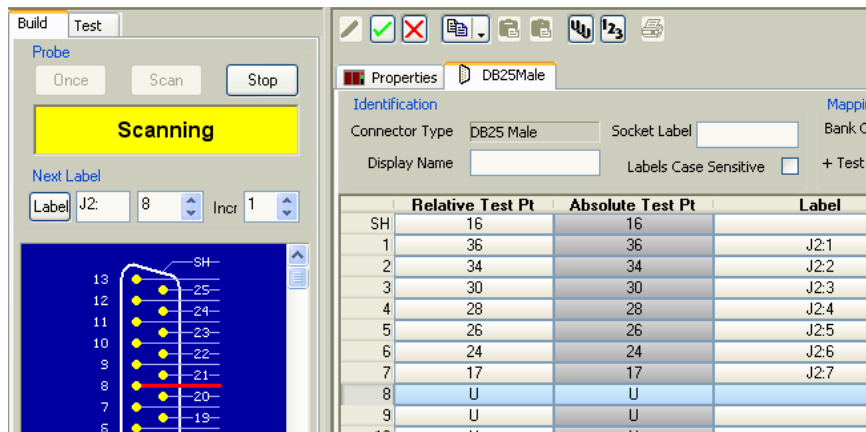 Build Test
Probe
Once Scan Stop
Scanning
Next Label
Label J2: 8 Incr 1
SH
13
25
12
24
11
23
10
22
9
21
8
20
7
19
6
123
Properties DB25Male
Identification
Connector Type DB25 Male Socket Label Bank
Display Name Labels Case Sensitive + Test
Relative Test Pt Absolute Test Pt Label
SH 16 16
1 36 36 J2:1
2 34 34 J2:2
3 30 30 J2:3
4 28 28 J2:4
5 26 26 J2:5
6 24 24 J2:6
7 17 17 J2:7
8 U U
9 U U